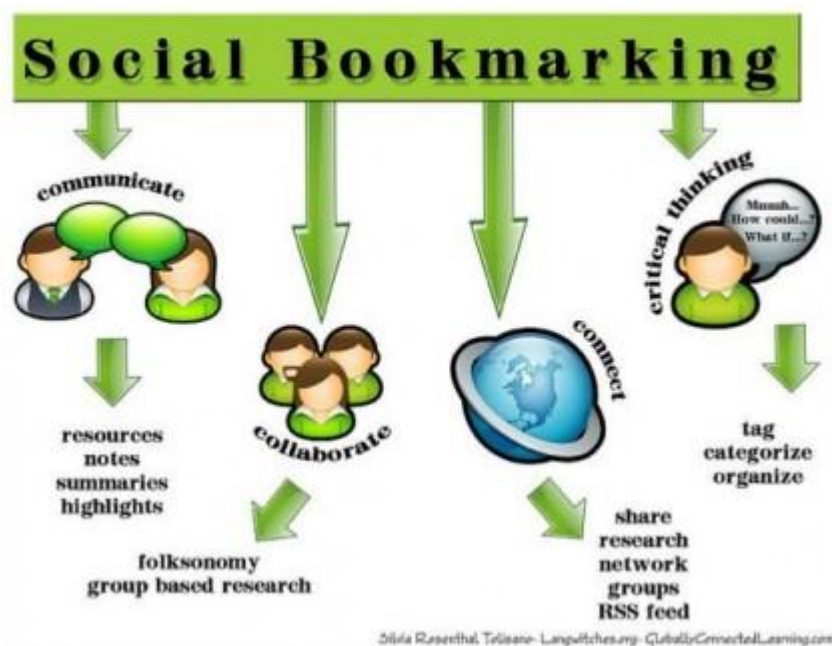 Social Bookmarking
communicate
resources
notes
summaries
highlights
collaborate
folksonomy
group based research
connect
share
research
network
groups
RSS feed
critical thinking
Mmmh...
How could...?
What if...?
tag
categorize
organize
Silvia Rosenthal Tolisano- Langwitches.org- GloballyConnectedLearning.com